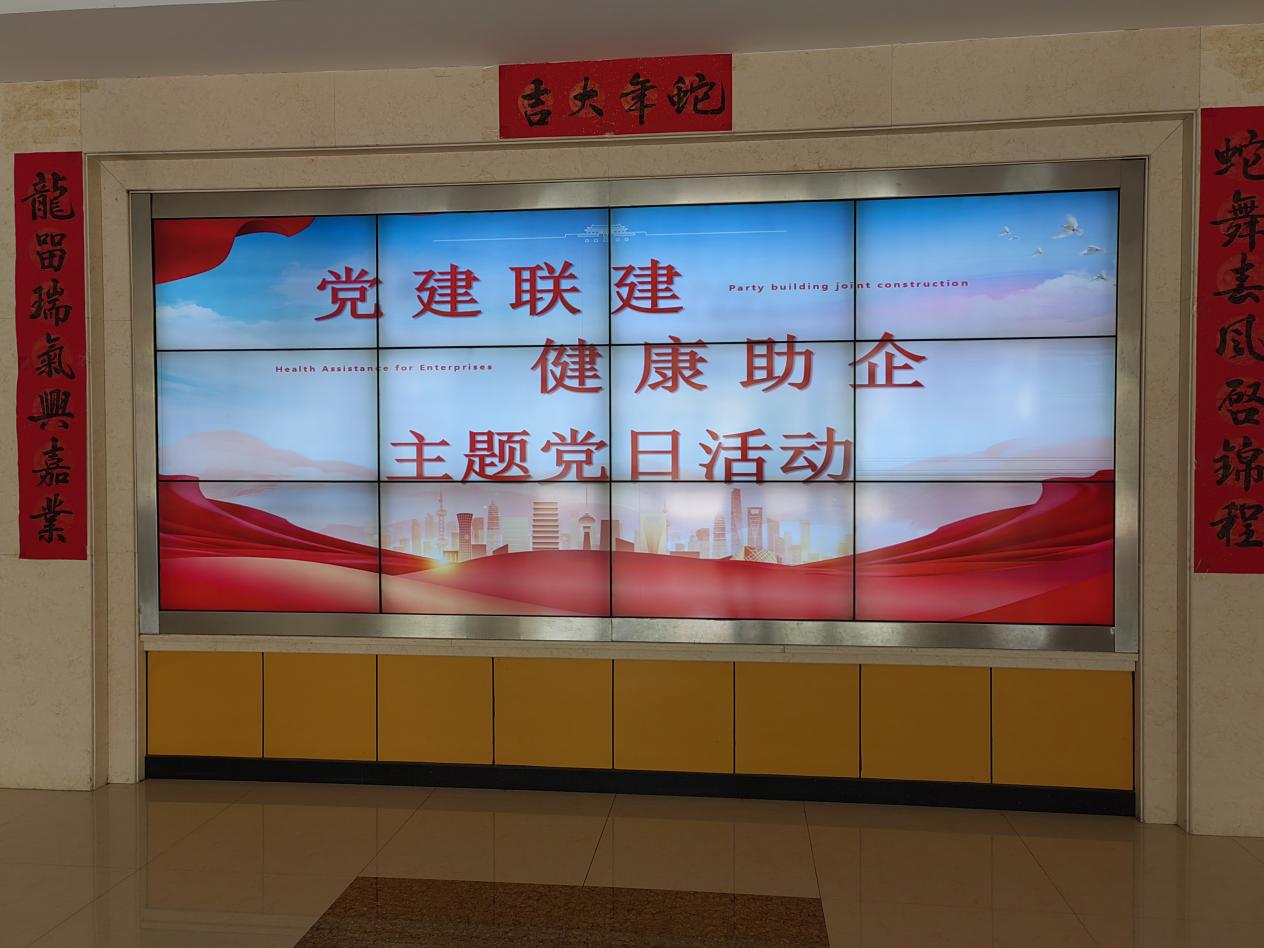 蛇年大吉
蛇舞春风启錦程
龍留瑞氣興嘉業
党建联建
Party building joint construction
健康助企
Health Assistance for Enterprises
主题党日活动